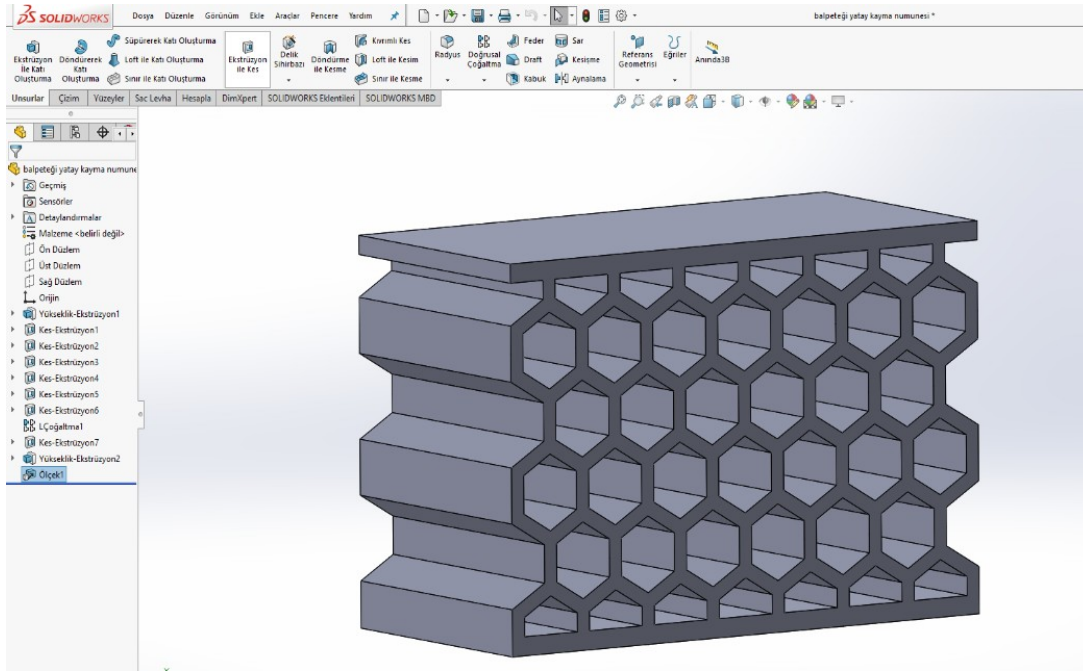 SOLIDWORKS Dosya Düzenle Görünüm Ekle Araçlar Pencere Yardım balpeteği yatay kayma numunesi *
Ekstrüzyon ile Katı Oluşturma
Döndürerek Katı Oluşturma
Süpürerek Katı Oluşturma
Loft ile Katı Oluşturma
Sınır ile Katı Oluşturma
Ekstrüzyon ile Kes
Delik Sihirbazı
Döndürme ile Kesme
Kıvrımlı Kes
Loft ile Kesim
Sınır ile Kesme
Radyus
Doğrusal Çoğaltma
Feder
Draft
Kabuk
Sar
Kesişme
Aynalama
Referans Geometrisi
Eğriler
Anında3B
Unsurlar Çizim Yüzeyler Sac Levha Hesapla DimXpert SOLIDWORKS Eklentileri SOLIDWORKS MBD
balpeteği yatay kayma numune
Geçmiş
Sensörler
Detaylandırmalar
Malzeme <belirli değil>
Ön Düzlem
Üst Düzlem
Sağ Düzlem
Orijin
Yükseklik-Ekstrüzyon1
Kes-Ekstrüzyon1
Kes-Ekstrüzyon2
Kes-Ekstrüzyon3
Kes-Ekstrüzyon4
Kes-Ekstrüzyon5
Kes-Ekstrüzyon6
LÇoğaltma1
Kes-Ekstrüzyon7
Yükseklik-Ekstrüzyon2
Ölçek1